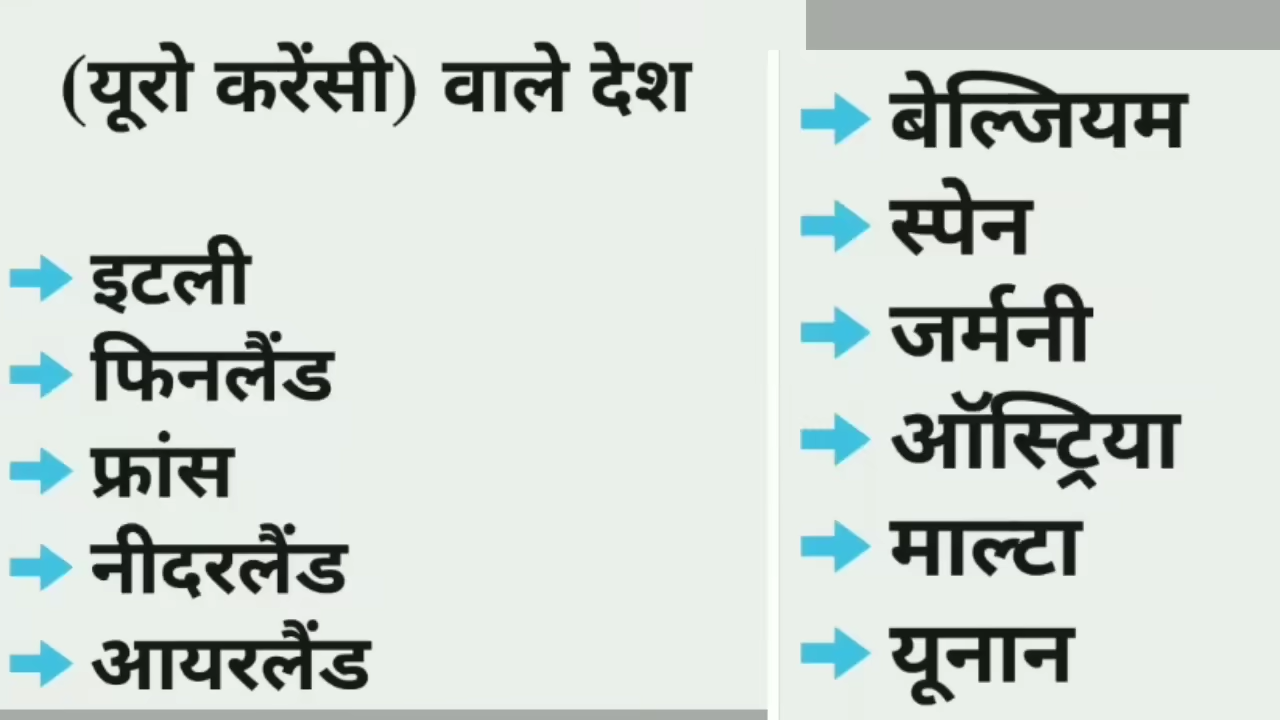 (यूरो करेंसी) वाले देश
इटली
फिनलैंड
फ्रांस
नीदरलैंड
आयरलैंड
बेल्जियम
स्पेन
जर्मनी
ऑस्ट्रिया
माल्टा
यूनान